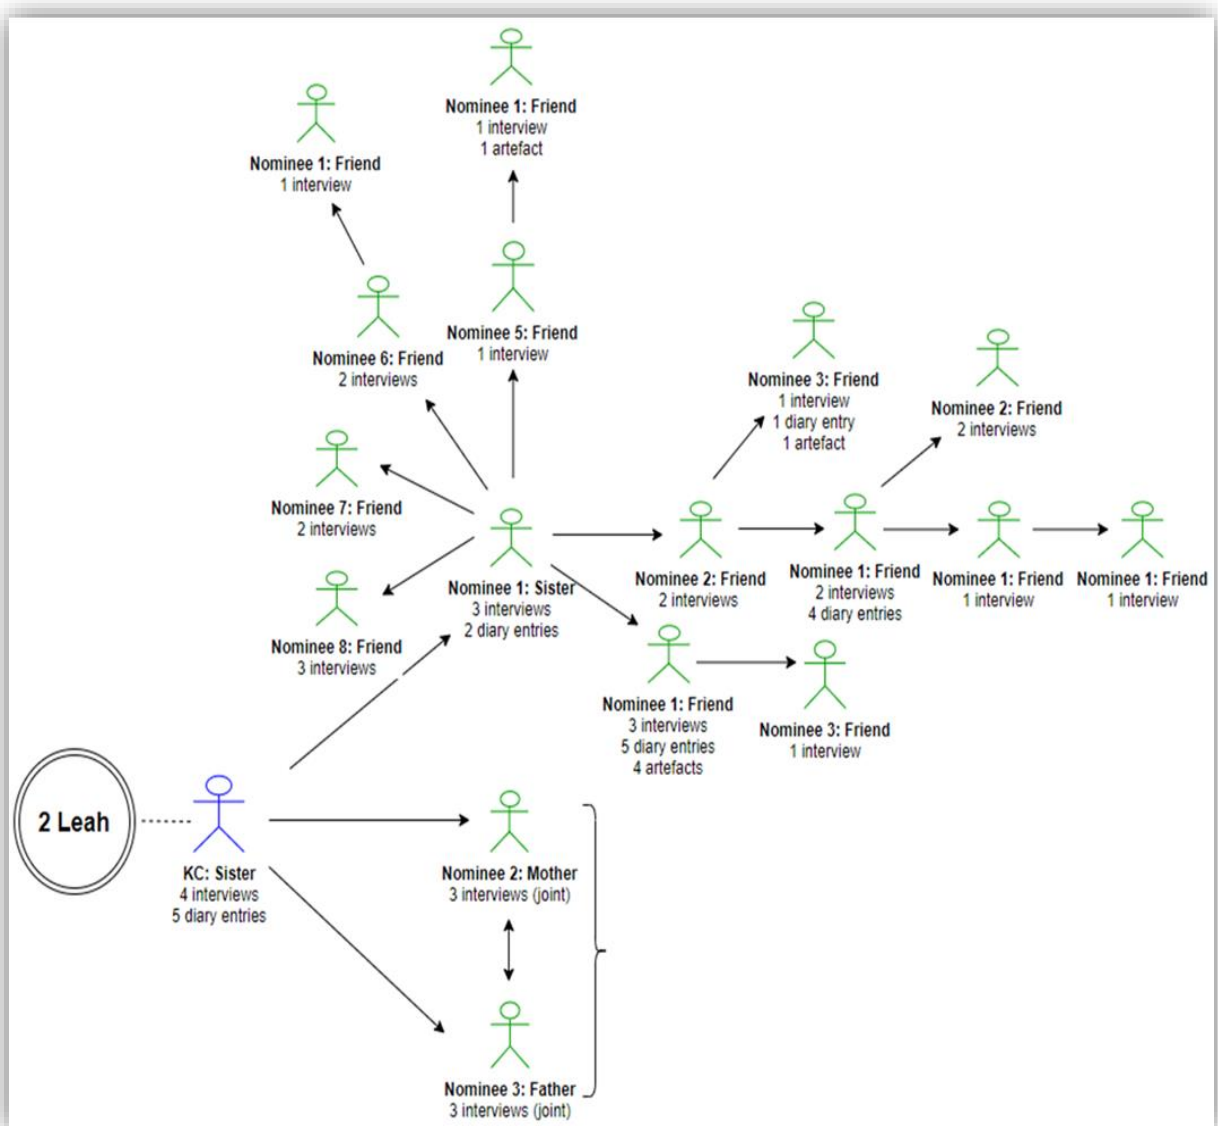 Nominee 1: Friend
1 interview
1 artefact
Nominee 1: Friend
1 interview
Nominee 5: Friend
1 interview
Nominee 6: Friend
2 interviews
Nominee 3: Friend
1 interview
1 diary entry
1 artefact
Nominee 2: Friend
2 interviews
Nominee 7: Friend
2 interviews
Nominee 1: Sister
3 interviews
2 diary entries
Nominee 2: Friend
2 interviews
Nominee 1: Friend
2 interviews
4 diary entries
Nominee 1: Friend
1 interview
Nominee 1: Friend
1 interview
Nominee 8: Friend
3 interviews
Nominee 1: Friend
3 interviews
5 diary entries
4 artefacts
Nominee 3: Friend
1 interview
2 Leah
KC: Sister
4 interviews
5 diary entries
Nominee 2: Mother
3 interviews (joint)
Nominee 3: Father
3 interviews (joint)